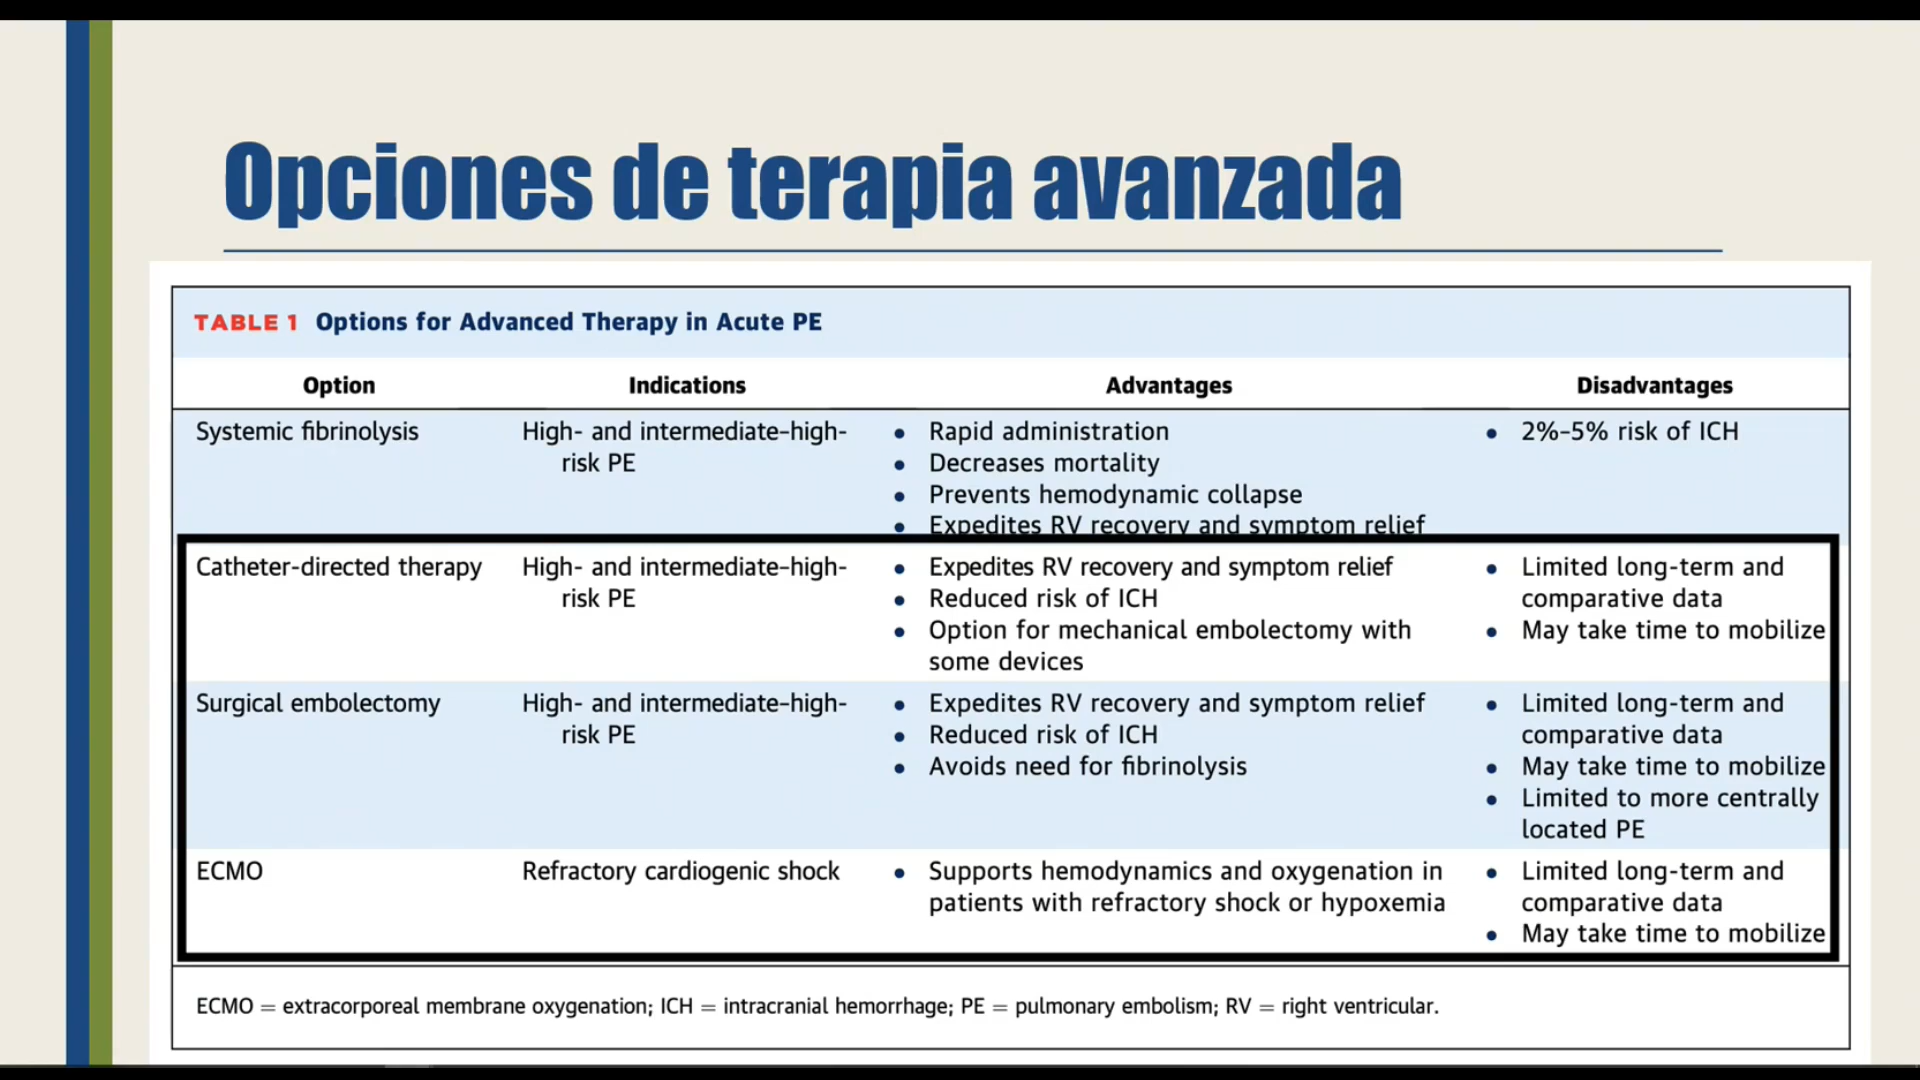 Opciones de terapia avanzada
TABLE 1 Options for Advanced Therapy in Acute PE
Option Indications Advantages Disadvantages
Systemic fibrinolysis
High- and intermediate–high-
risk PE
• Rapid administration
• Decreases mortality
• Prevents hemodynamic collapse
• Expedites RV recovery and symptom relief
• 2%–5% risk of ICH
Catheter-directed therapy
High- and intermediate–high-
risk PE
• Expedites RV recovery and symptom relief
• Reduced risk of ICH
• Option for mechanical embolectomy with
some devices
• Limited long-term and
comparative data
• May take time to mobilize
Surgical embolectomy
High- and intermediate–high-
risk PE
• Expedites RV recovery and symptom relief
• Reduced risk of ICH
• Avoids need for fibrinolysis
• Limited long-term and
comparative data
• May take time to mobilize
• Limited to more centrally
located PE
ECMO
Refractory cardiogenic shock
• Supports hemodynamics and oxygenation in
patients with refractory shock or hypoxemia
• Limited long-term and
comparative data
• May take time to mobilize
ECMO = extracorporeal membrane oxygenation; ICH = intracranial hemorrhage; PE = pulmonary embolism; RV = right ventricular.